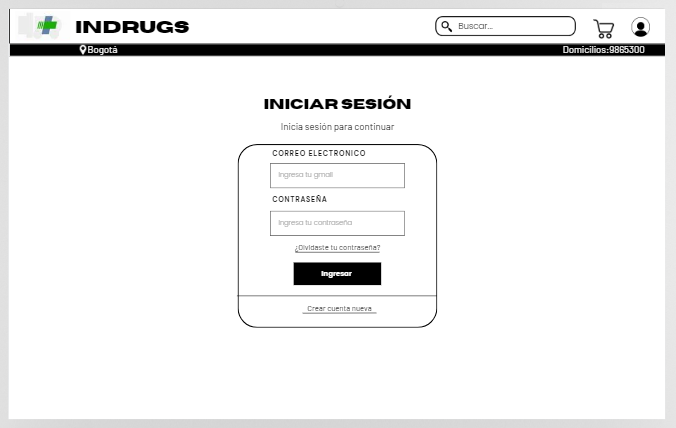 INDRUGS
Buscar...
Bogotá
Domicilios:9865300
INICIAR SESIÓN
Inicia sesión para continuar
CORREO ELECTRONICO
Ingresa tu gmail
CONTRASEÑA
Ingresa tu contraseña
¿Olvidaste tu contraseña?
Ingresar
Crear cuenta nueva